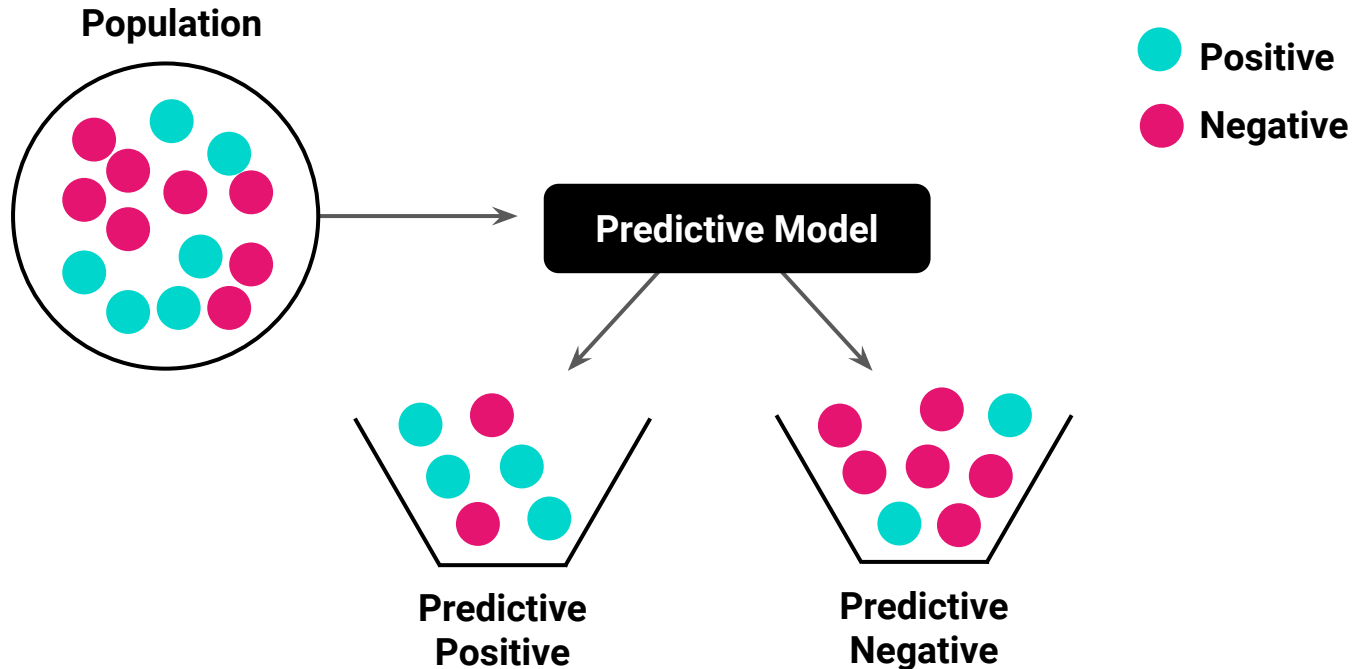 Population
Positive
Negative
Predictive Model
Predictive
Positive
Predictive
Negative